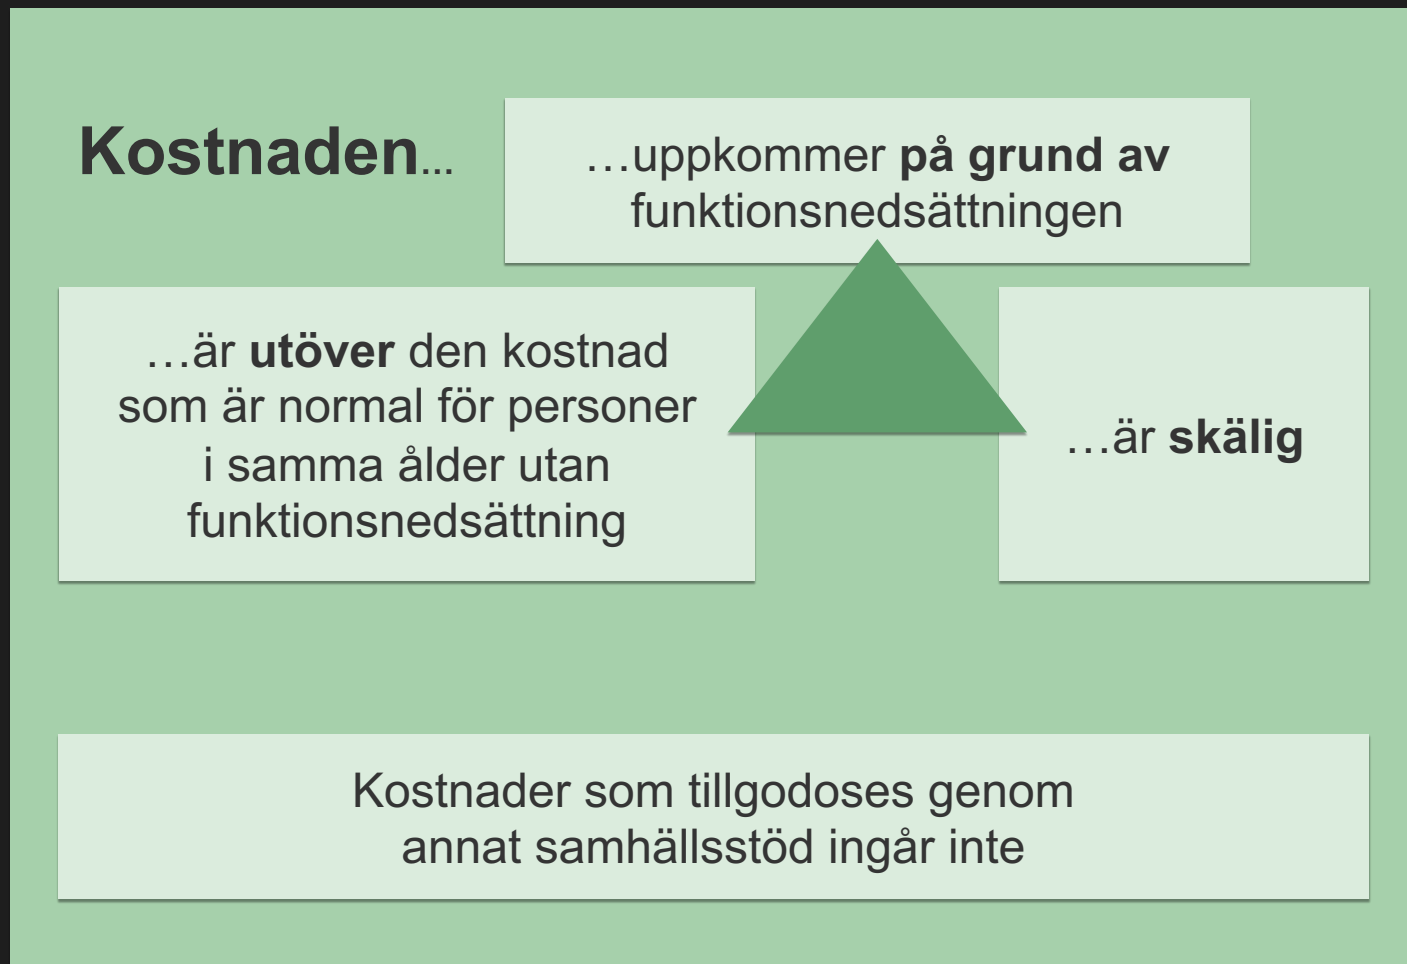 Kostnaden...
…uppkommer på grund av
funktionsnedsättningen
…är utöver den kostnad
som är normal för personer
i samma ålder utan
funktionsnedsättning
…är skälig
Kostnader som tillgodoses genom
annat samhällsstöd ingår inte